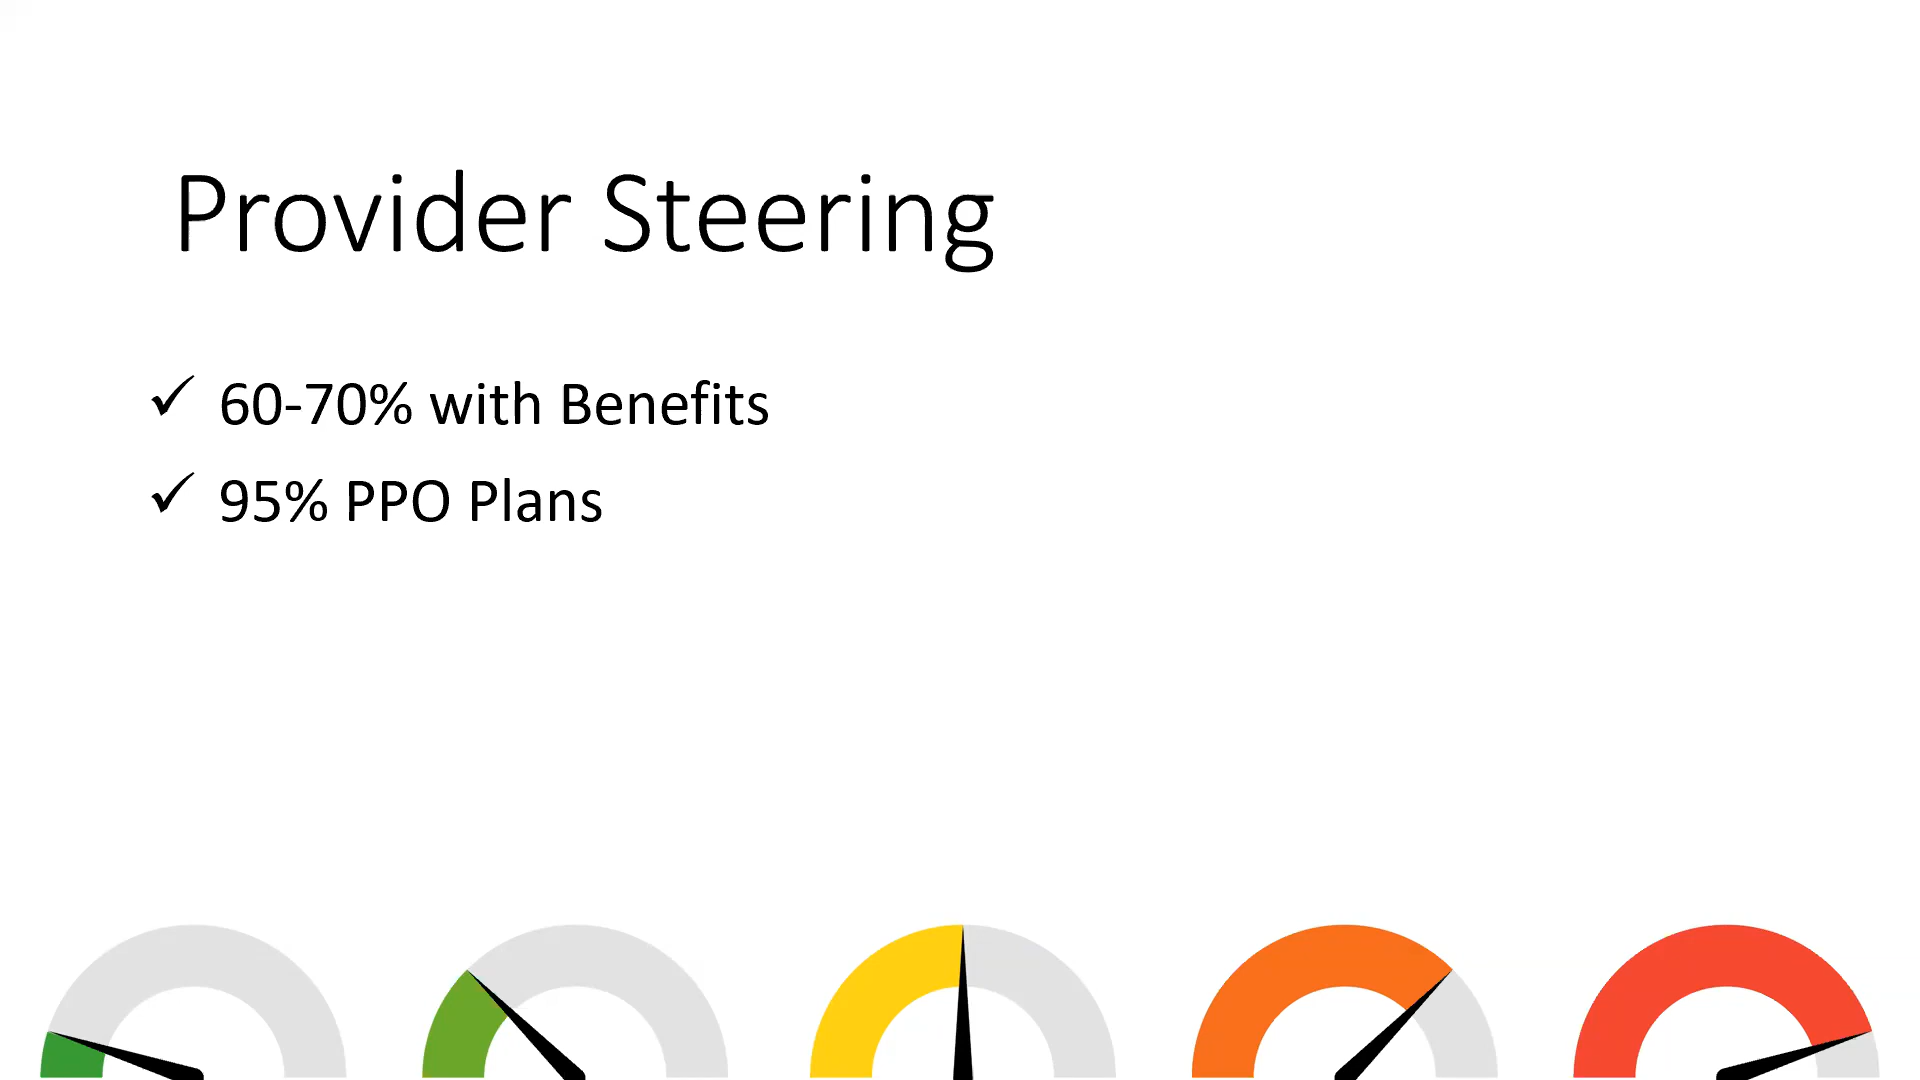 Provider Steering
✓ 60-70% with Benefits
✓ 95% PPO Plans